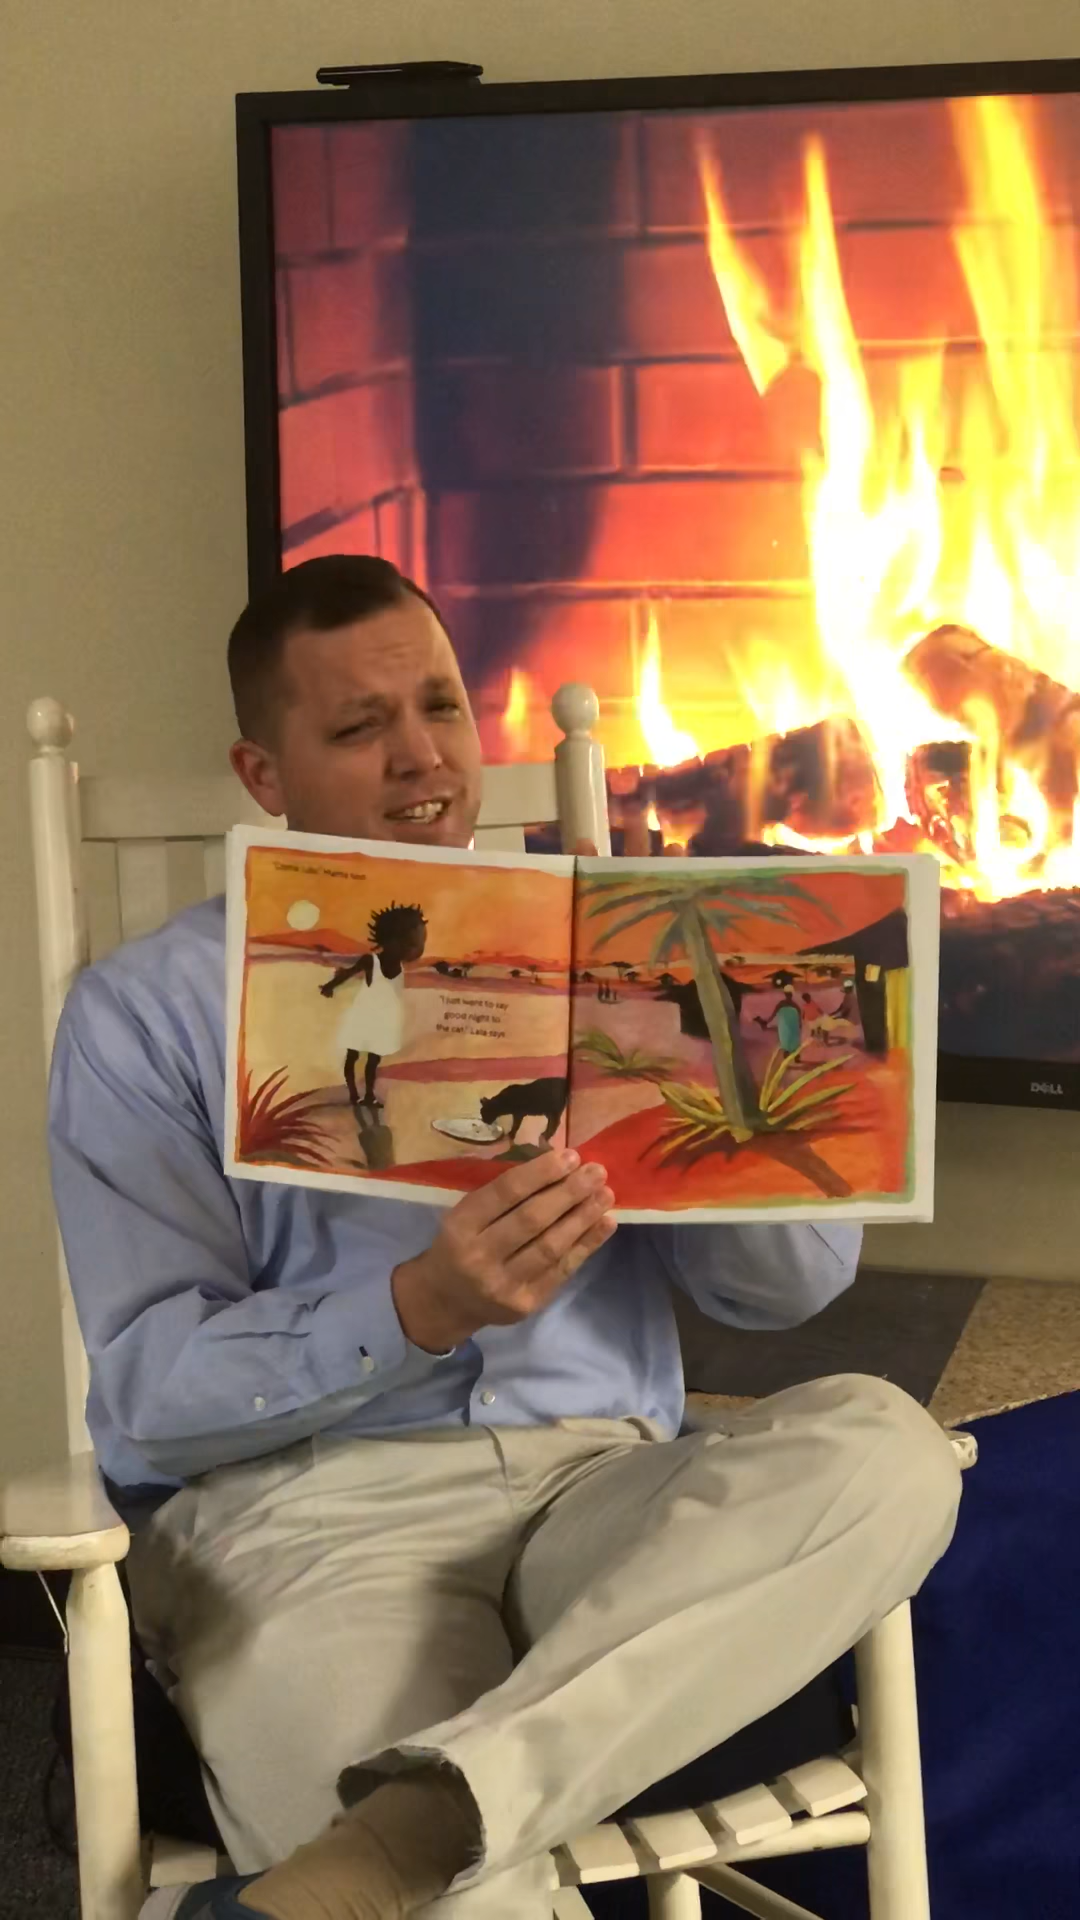 "Come Lala" Mama says.
"I just want to say
good night to
the cat." Lala says.
DELL